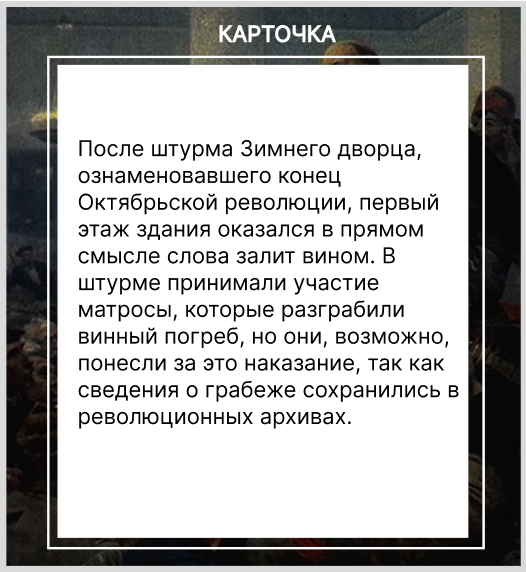 КАРТОЧКА
После штурма Зимнего дворца,
ознаменовавшего конец
Октябрьской революции, первый
этаж здания оказался в прямом
смысле слова залит вином. В
штурме принимали участие
матросы, которые разграбили
винный погреб, но они, возможно,
понесли за это наказание, так как
сведения о грабеже сохранились в
революционных архивах.